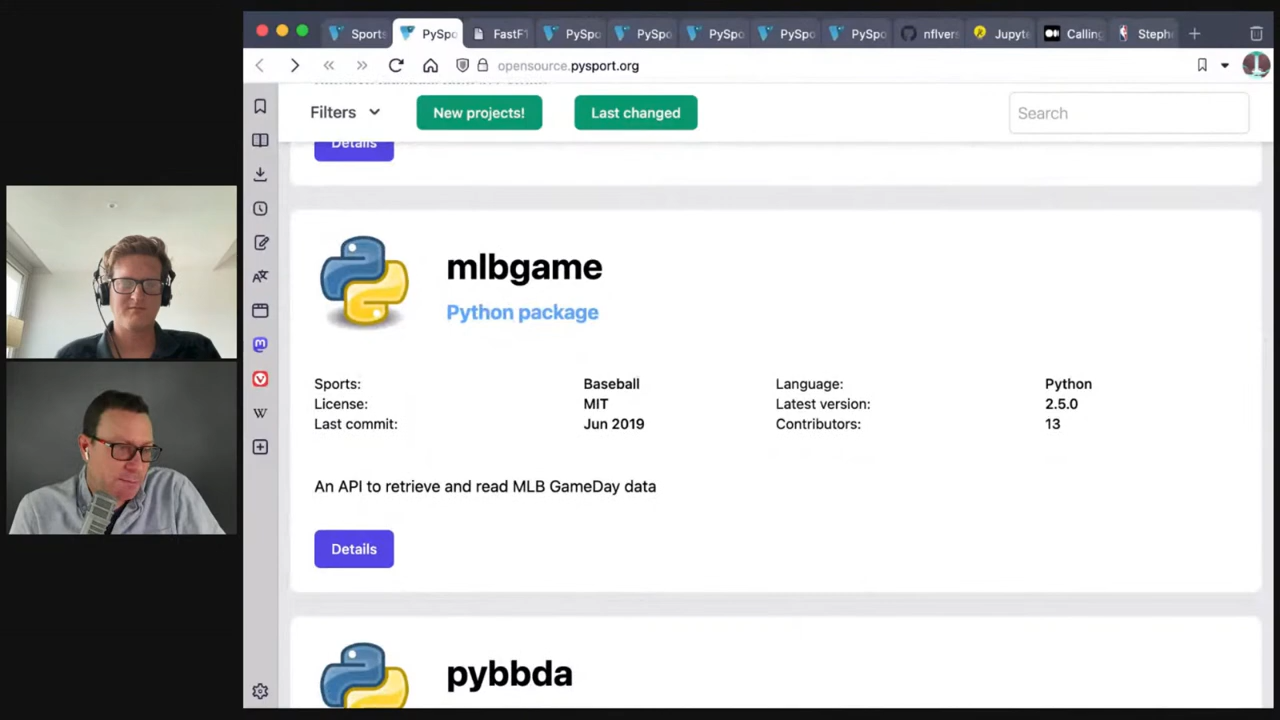 Sports
PySpo
FastF1
PySpo
PySpo
PySpo
PySpo
PySpo
nflvers
Jupyte
Calling
Steph
opensource.pysport.org
Filters
New projects!
Last changed
Search
Details
mlbgame
Python package
Sports: Baseball Language: Python
License: MIT Latest version: 2.5.0
Last commit: Jun 2019 Contributors: 13
An API to retrieve and read MLB GameDay data
Details
pybbda